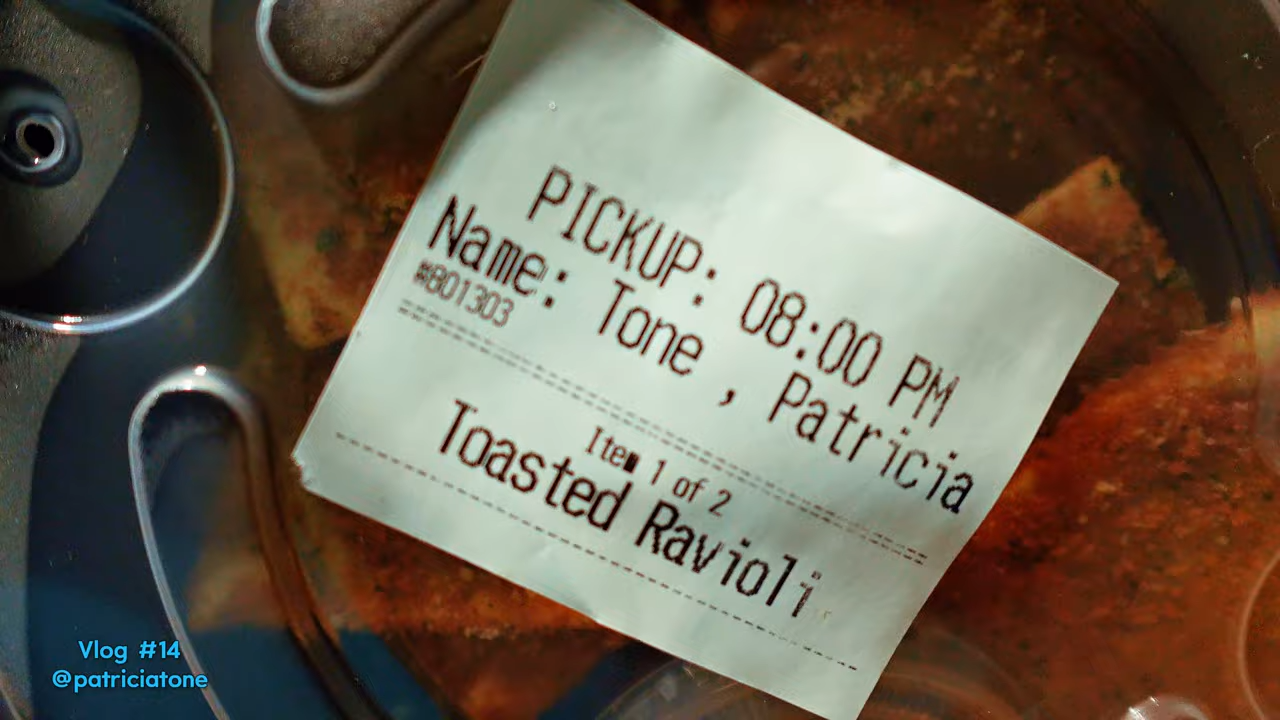 PICKUP: 08:00 PM
Name: Tone , Patricia
#801303
Item 1 of 2
Toasted Ravioli
Vlog #14
@patriciatone